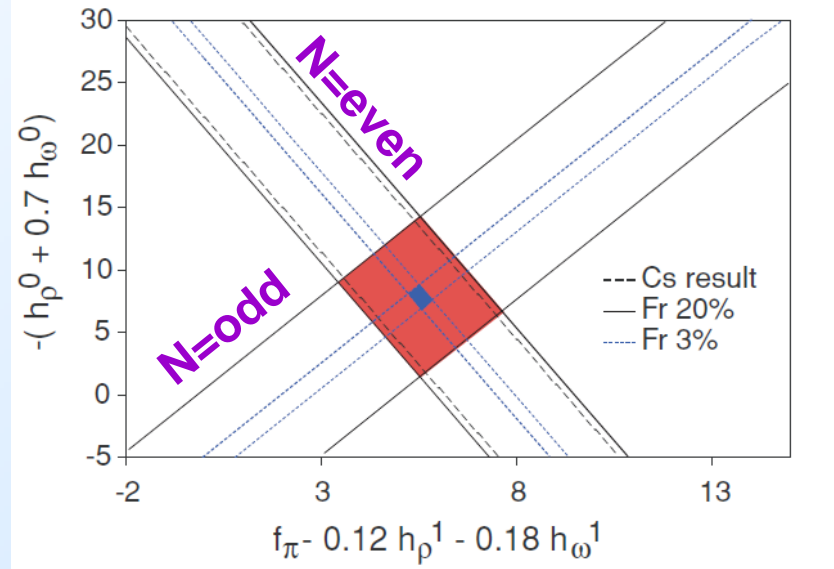 30
25
20
15
10
5
0
-5
-2
3
8
13
-( hρ⁰ + 0.7 hω⁰)
fπ- 0.12 hρ¹ - 0.18 hω¹
N=even
N=odd
Cs result
Fr 20%
Fr 3%